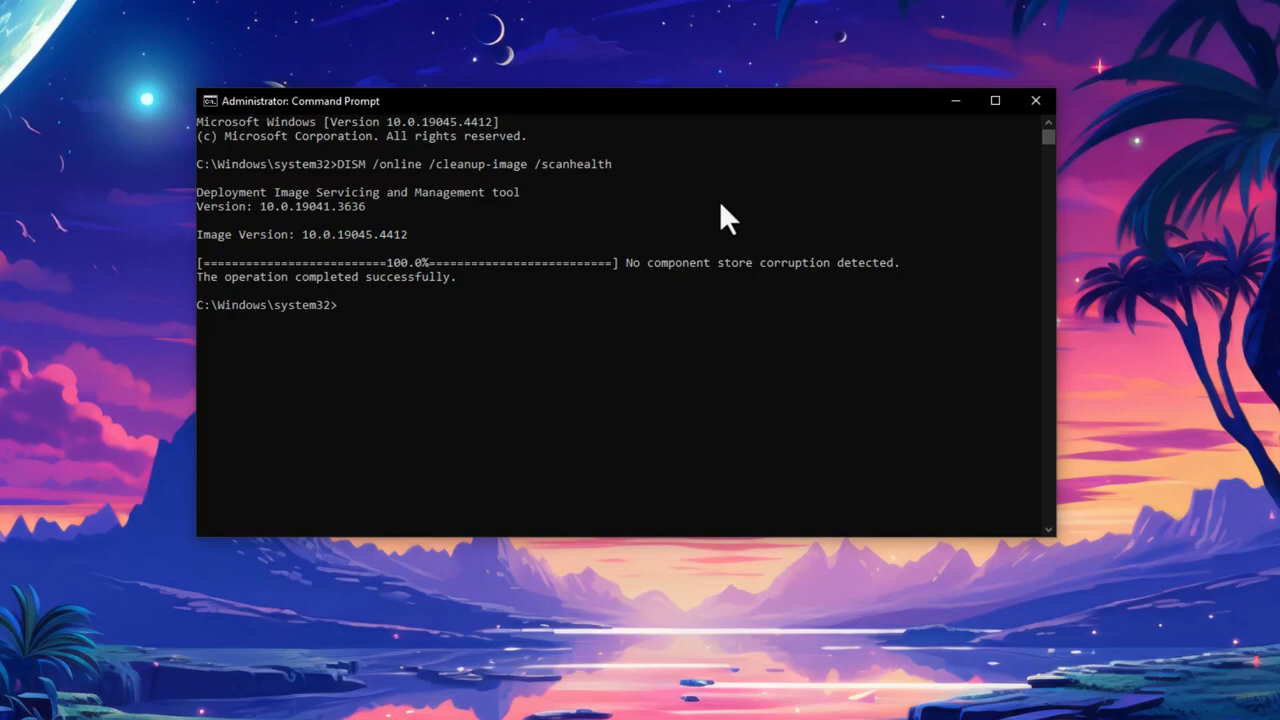 Administrator: Command Prompt
Microsoft Windows [Version 10.0.19045.4412]
(c) Microsoft Corporation. All rights reserved.
C:\Windows\system32>DISM /online /cleanup-image /scanhealth
Deployment Image Servicing and Management tool
Version: 10.0.19041.3636
Image Version: 10.0.19045.4412
[==========================100.0%==========================] No component store corruption detected.
The operation completed successfully.
C:\Windows\system32>